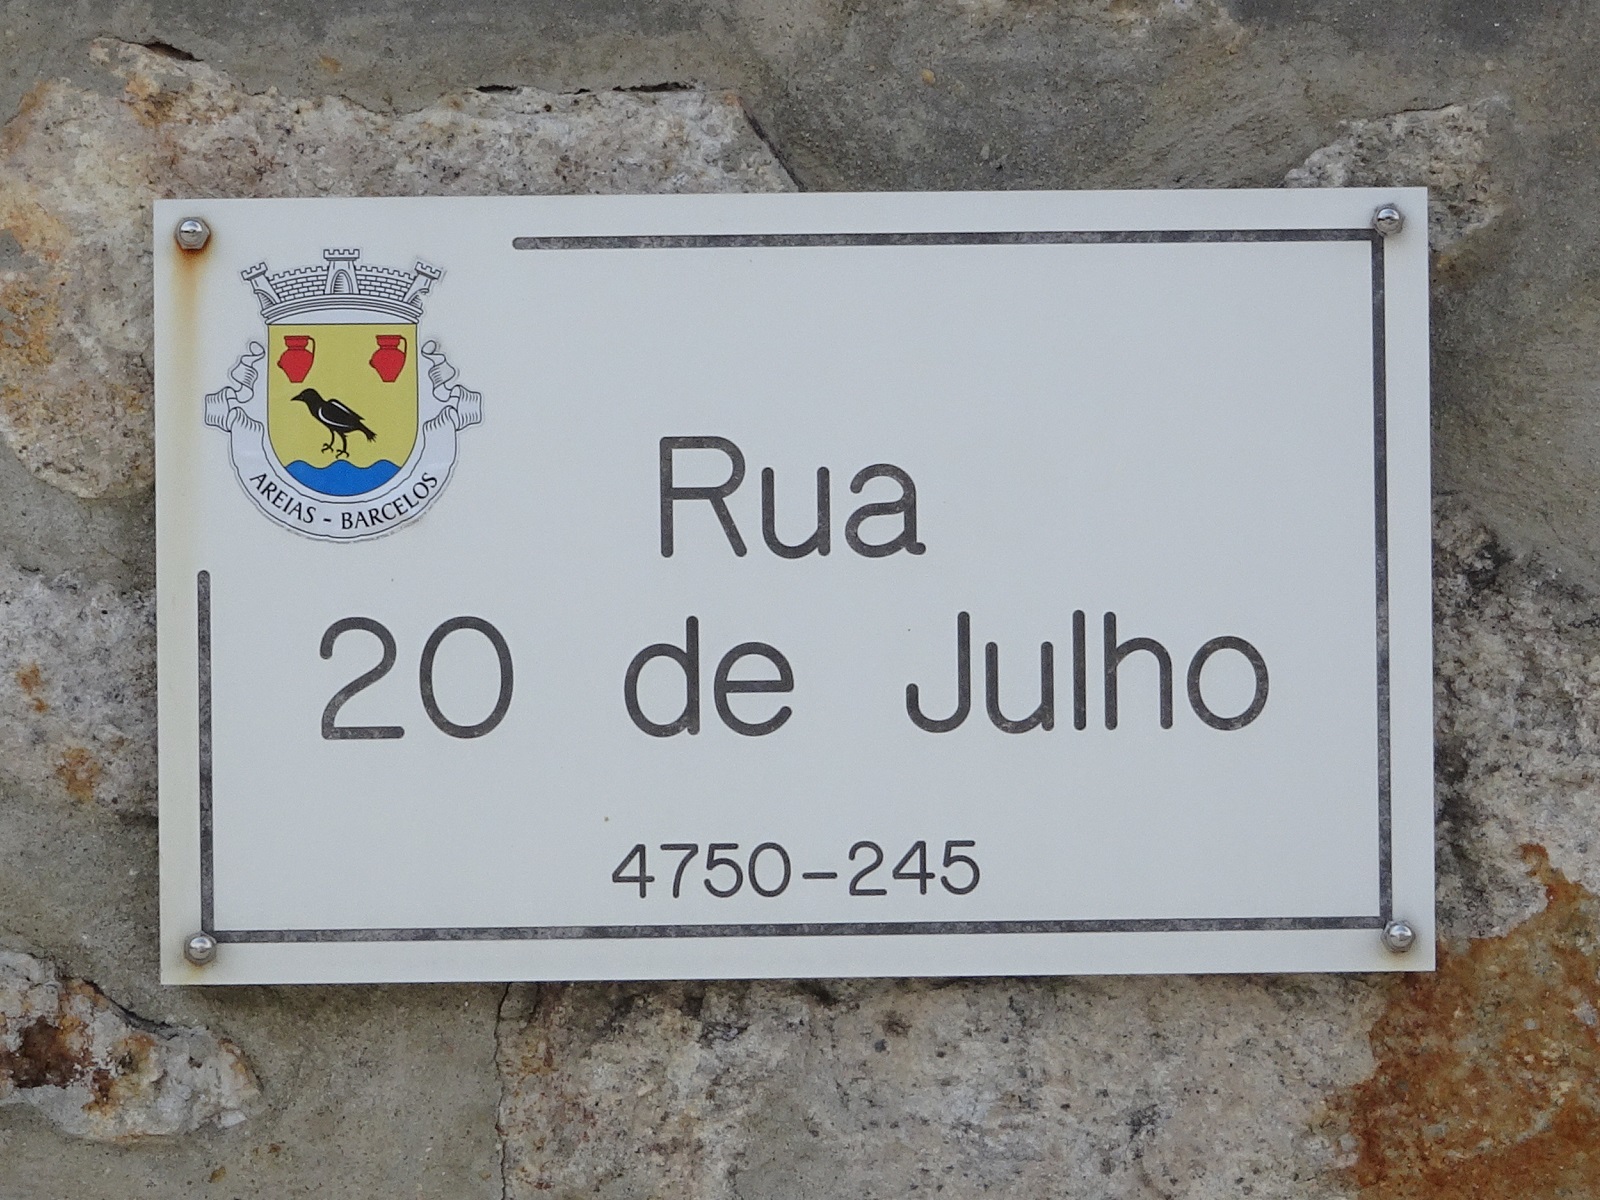 AREIAS - BARCELOS
Rua
20 de Julho
4750-245